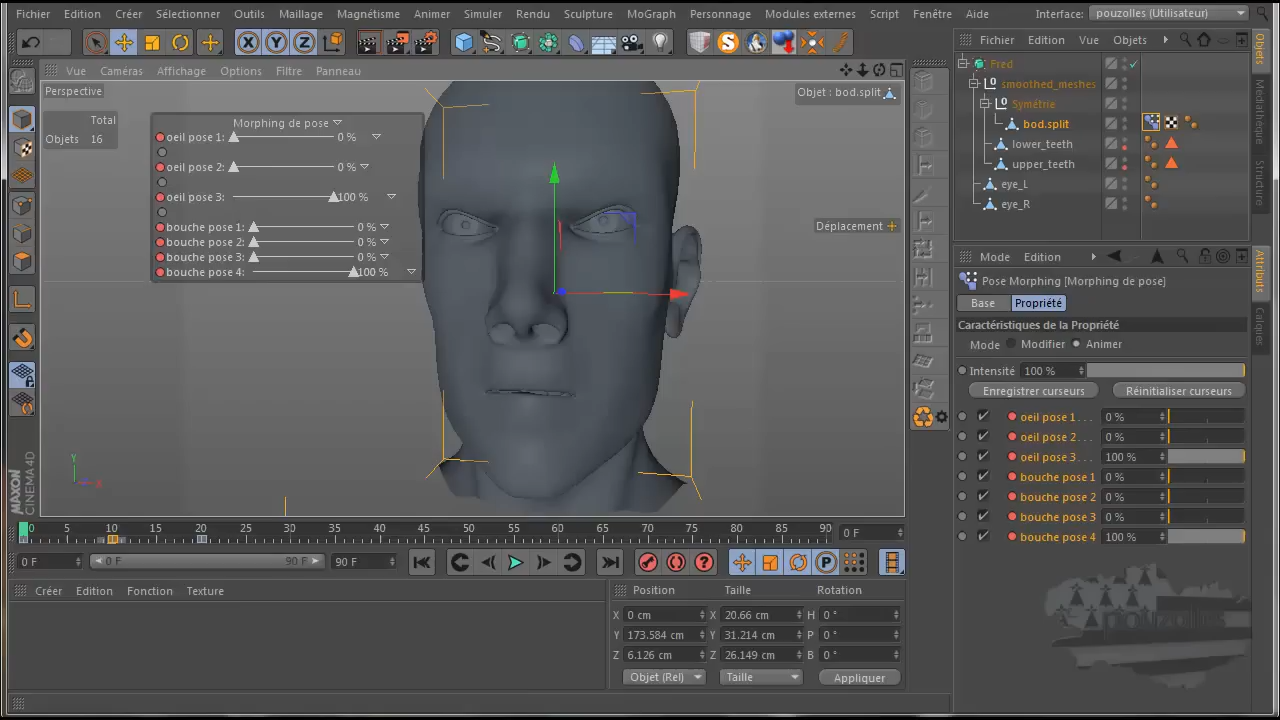 Fichier Edition Créer Sélectionner Outils Maillage Magnétisme Animer Simuler Rendu Sculpture MoGraph Personnage Modules externes Script Fenêtre Aide Interface: pouzolles (Utilisateur)
X Y Z S P
Fichier Edition Vue Objets
Vue Caméras Affichage Options Filtre Panneau
Perspective
Objet : bod.split
Total
Objets 16
Morphing de pose
oeil pose 1: 0 %
oeil pose 2: 0 %
oeil pose 3: 100 %
bouche pose 1: 0 %
bouche pose 2: 0 %
bouche pose 3: 0 %
bouche pose 4: 100 %
Déplacement
Y
X
Fred
smoothed_meshes
Symétrie
bod.split
lower_teeth
upper_teeth
eye_L
eye_R
Objets
Médiathèque
Structure
Mode Edition
Pose Morphing [Morphing de pose]
Base Propriété
Caractéristiques de la Propriété
Mode Modifier Animer
Intensité 100 %
Enregistrer curseurs Réinitialiser curseurs
oeil pose 1 . . . 0 %
oeil pose 2 . . . 0 %
oeil pose 3 . . . 100 %
bouche pose 1 0 %
bouche pose 2 0 %
bouche pose 3 0 %
bouche pose 4 100 %
Attributs
Calques
0 5 10 15 20 25 30 35 40 45 50 55 60 65 70 75 80 85 90 0 F
0 F 0 F 90 F 90 F
Créer Edition Fonction Texture
Position Taille Rotation
X 0 cm X 20.66 cm H 0 °
Y 173.584 cm Y 31.214 cm P 0 °
Z 6.126 cm Z 26.149 cm B 0 °
Objet (Rel) Taille Appliquer
MAXON
CINEMA4D